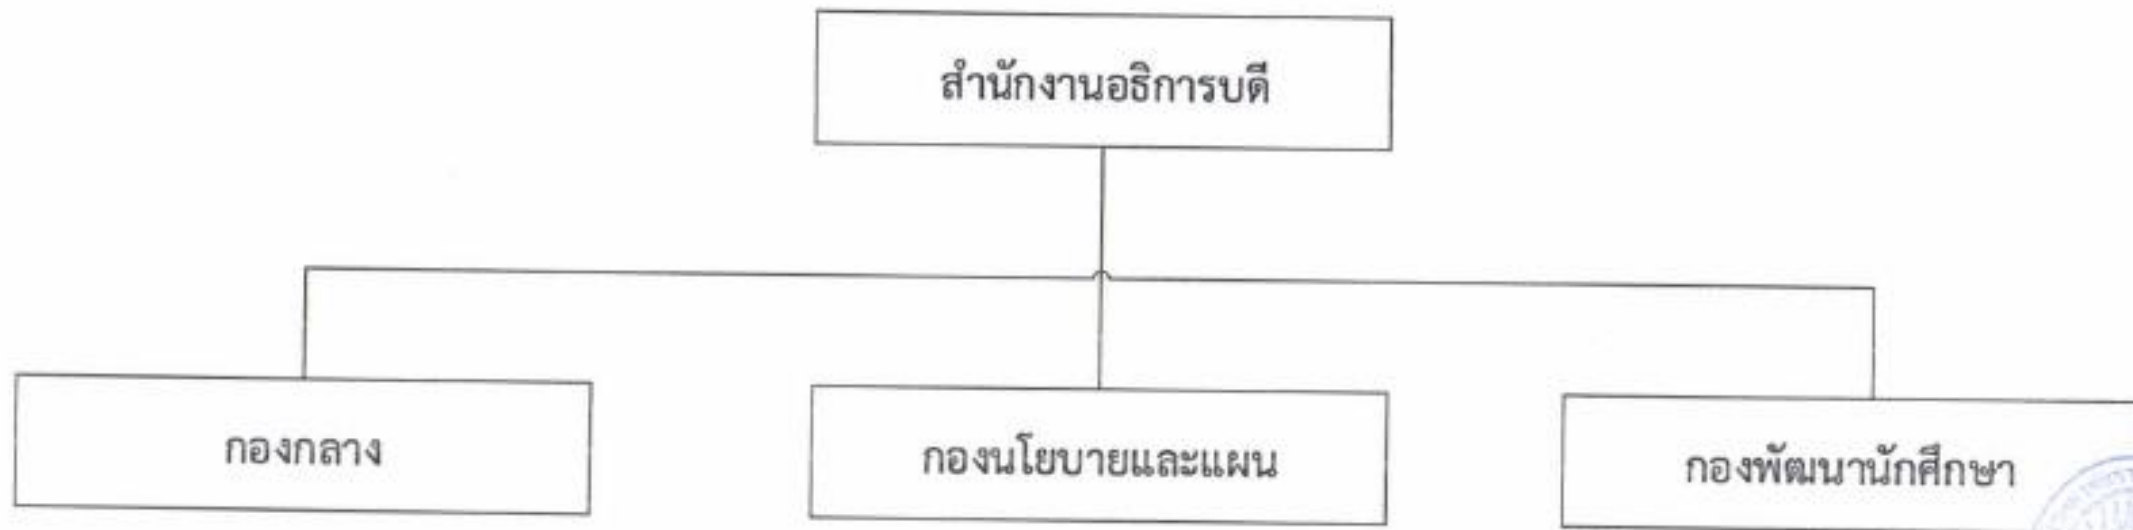 สำนักงานอธิการบดี
กองกลาง
กองนโยบายและแผน
กองพัฒนานักศึกษา